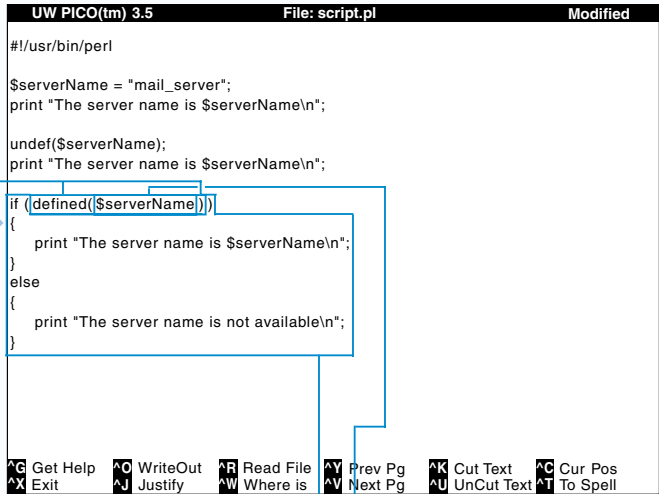 UW PICO(tm) 3.5 File: script.pl Modified
#!/usr/bin/perl
$serverName = "mail_server";
print "The server name is $serverName\n";
undef($serverName);
print "The server name is $serverName\n";
if (defined($serverName))
{
print "The server name is $serverName\n";
}
else
{
print "The server name is not available\n";
}
^G Get Help ^O WriteOut ^R Read File ^Y Prev Pg ^K Cut Text ^C Cur Pos
^X Exit ^J Justify ^W Where is ^V Next Pg ^U UnCut Text ^T To Spell